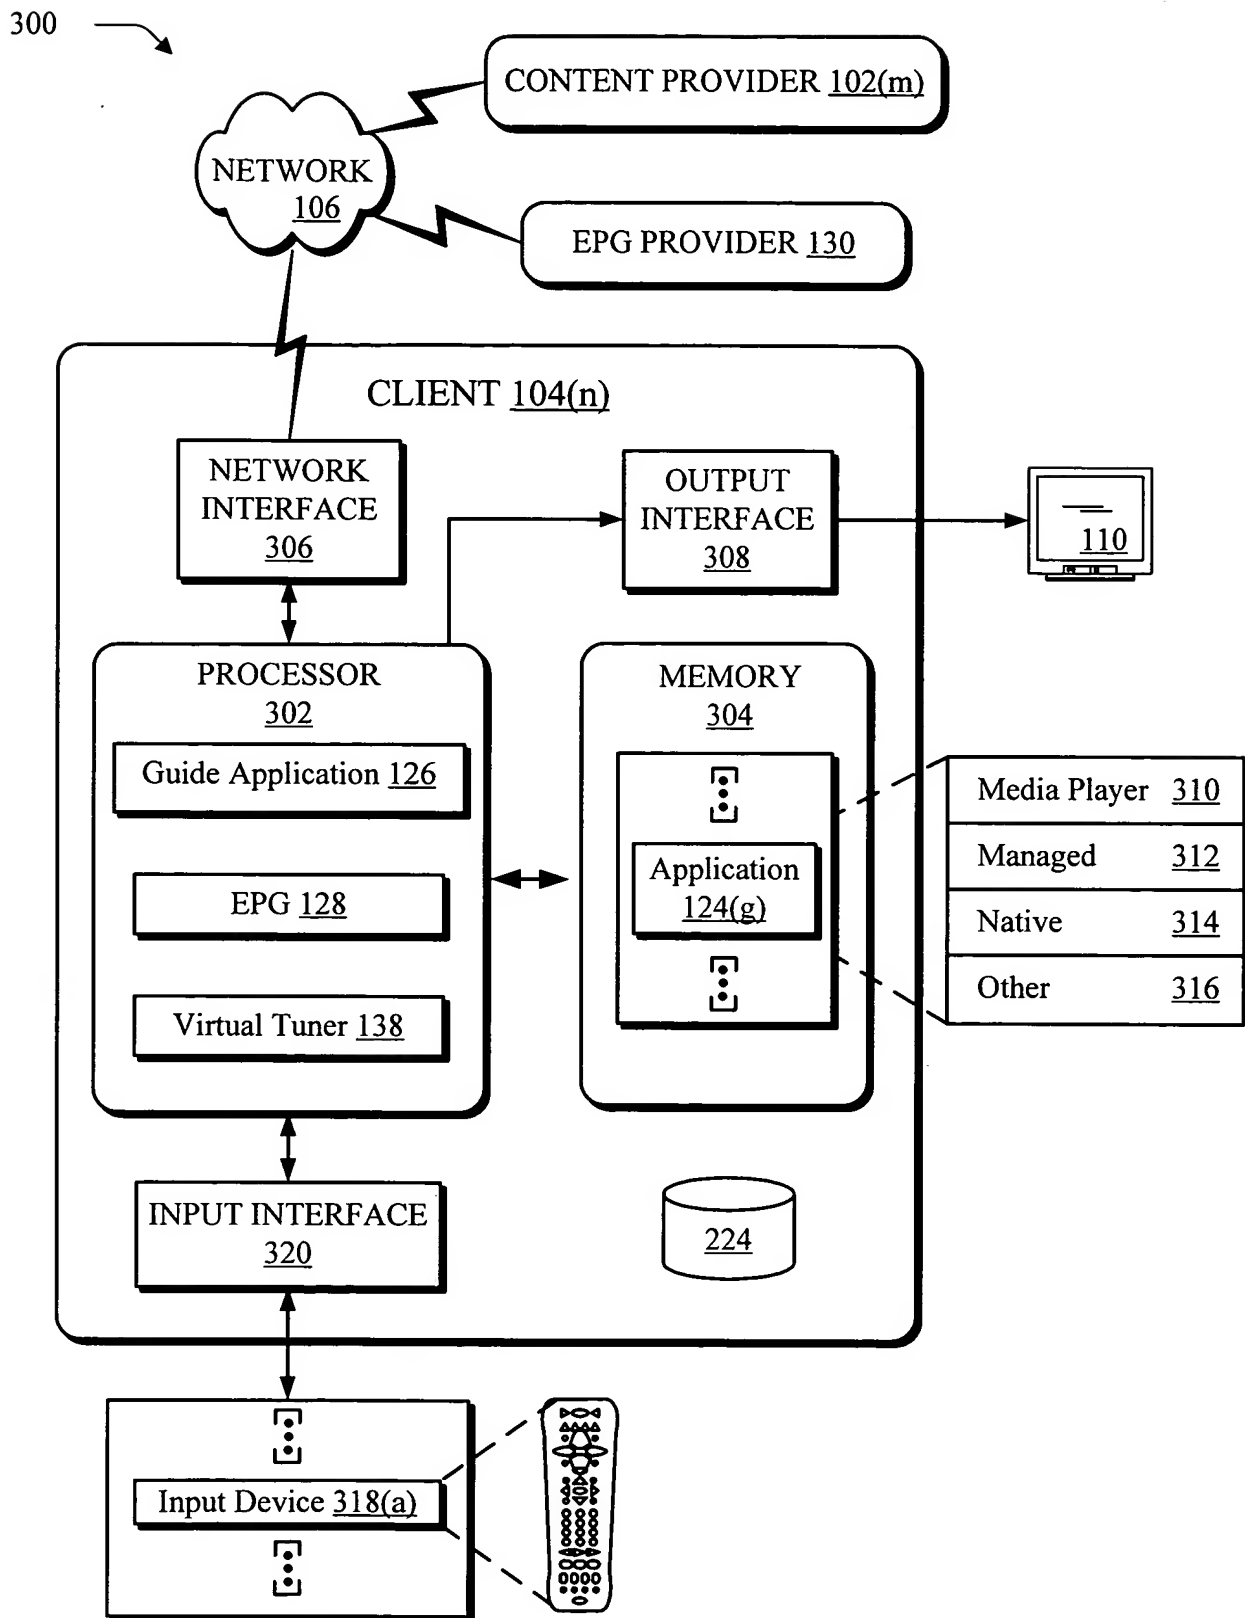 300
CONTENT PROVIDER 102(m)
NETWORK
106
EPG PROVIDER 130
CLIENT 104(n)
NETWORK
INTERFACE
306
OUTPUT
INTERFACE
308
110
PROCESSOR
302
Guide Application 126
EPG 128
Virtual Tuner 138
MEMORY
304
Application
124(g)
Media Player 310
Managed 312
Native 314
Other 316
INPUT INTERFACE
320
224
Input Device 318(a)